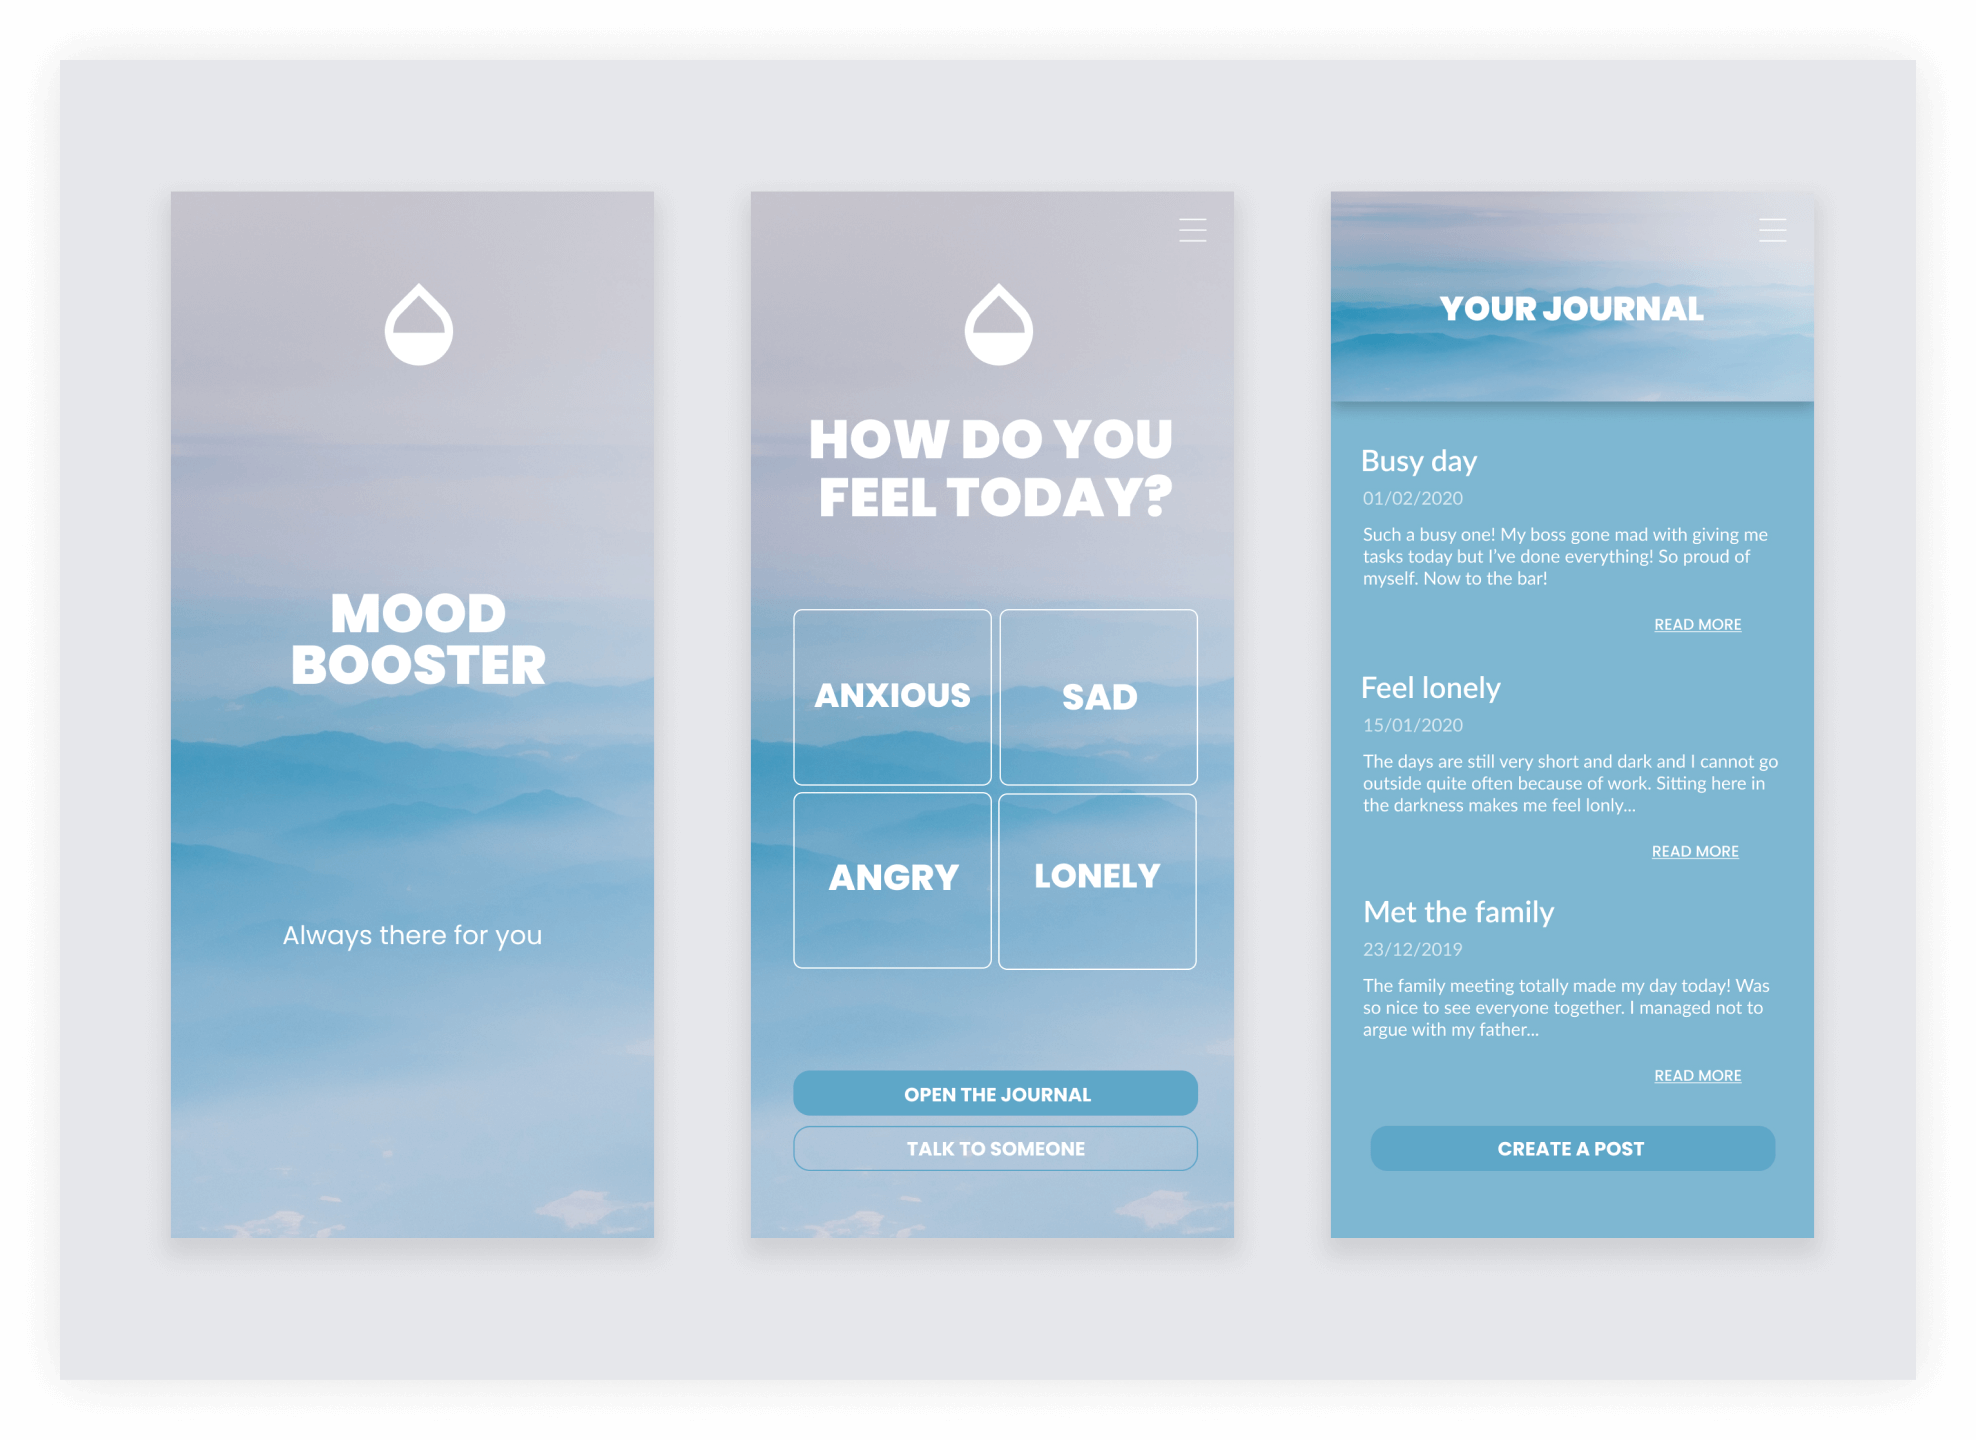 MOOD
BOOSTER
Always there for you
HOW DO YOU
FEEL TODAY?
ANXIOUS
SAD
ANGRY
LONELY
OPEN THE JOURNAL
TALK TO SOMEONE
YOUR JOURNAL
Busy day
01/02/2020
Such a busy one! My boss gone mad with giving me
tasks today but I've done everything! So proud of
myself. Now to the bar!
READ MORE
Feel lonely
15/01/2020
The days are still very short and dark and I cannot go
outside quite often because of work. Sitting here in
the darkness makes me feel lonly...
READ MORE
Met the family
23/12/2019
The family meeting totally made my day today! Was
so nice to see everyone together. I managed not to
argue with my father...
READ MORE
CREATE A POST